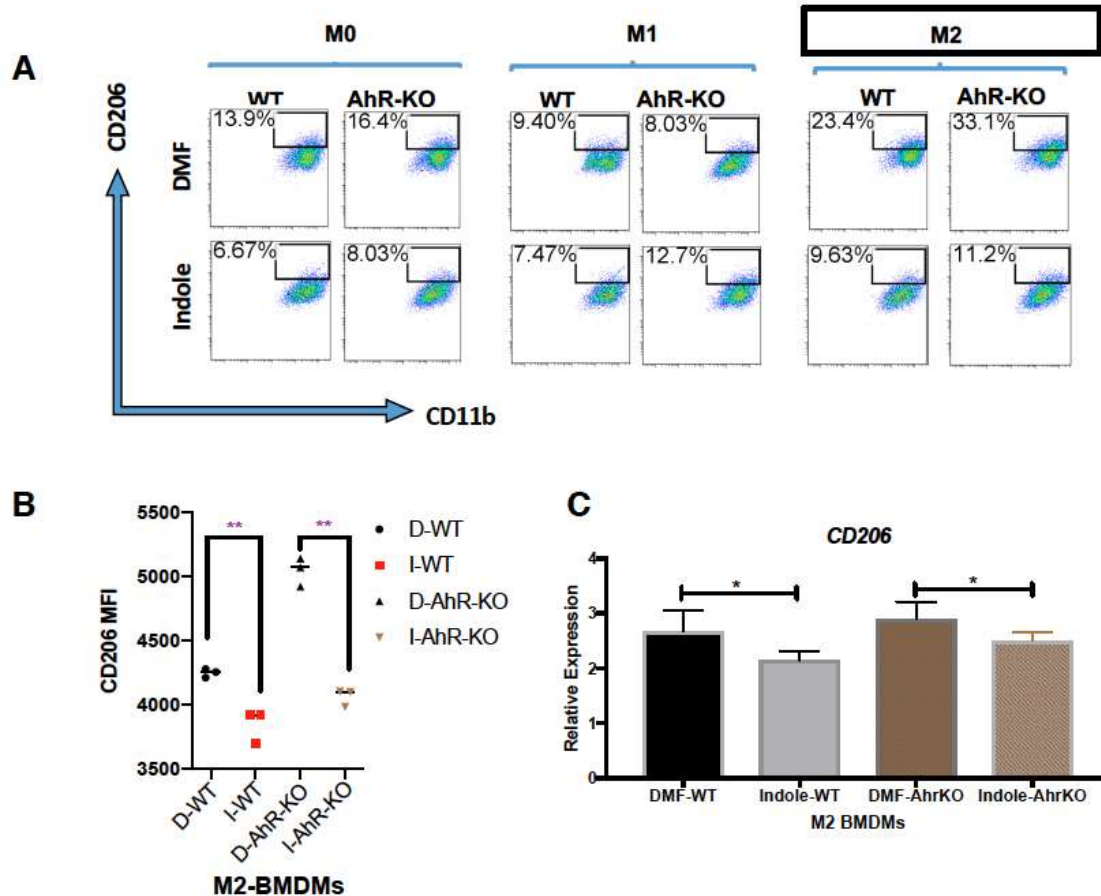 A
CD206
M0
M1
M2
WT
AhR-KO
WT
AhR-KO
WT
AhR-KO
DMF
13.9%
16.4%
9.40%
8.03%
23.4%
33.1%
Indole
6.67%
8.03%
7.47%
12.7%
9.63%
11.2%
CD11b
B
CD206 MFI
5500
5000
4500
4000
3500
**
**
D-WT
I-WT
D-AhR-KO
I-AhR-KO
D-WT
I-WT
D-AhR-KO
I-AhR-KO
M2-BMDMs
C
CD206
Relative Expression
4
3
2
1
0
*
*
DMF-WT
Indole-WT
DMF-AhrKO
Indole-AhrKO
M2 BMDMs